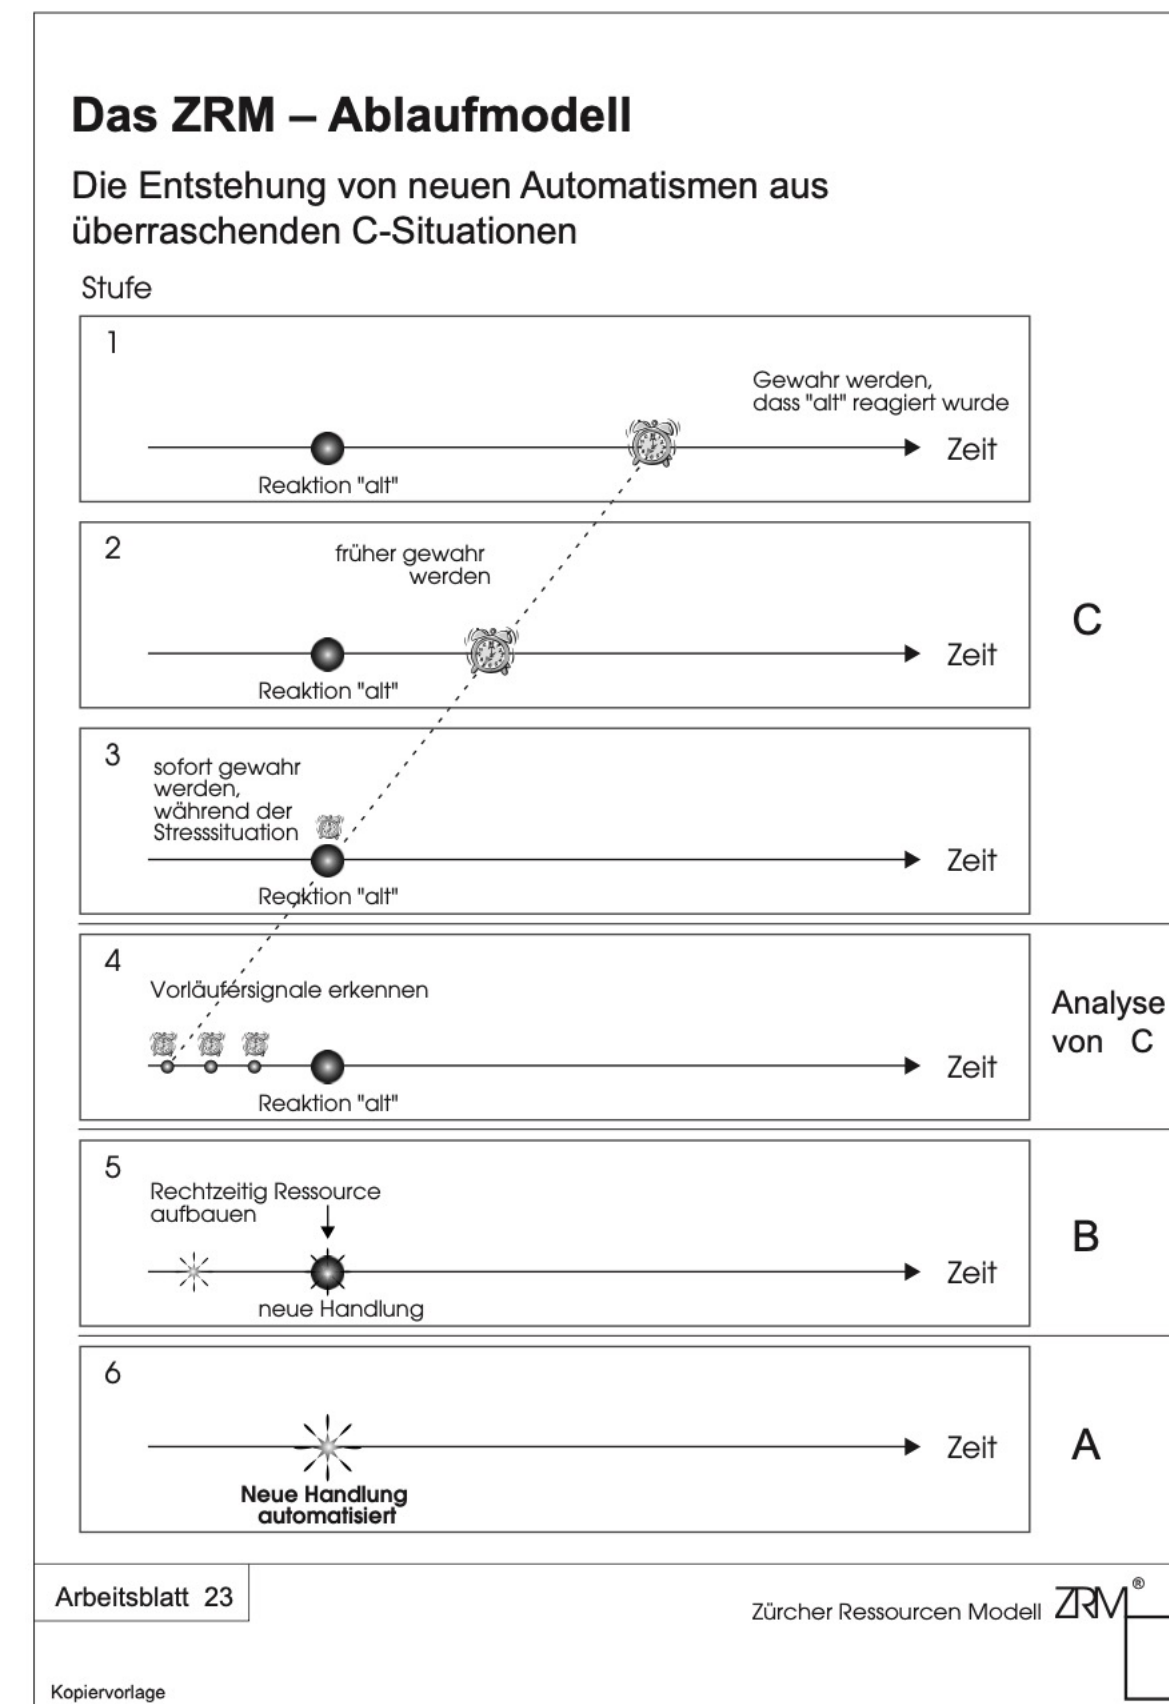 Das ZRM – Ablaufmodell
Die Entstehung von neuen Automatismen aus
überraschenden C-Situationen
Stufe
1
Gewahr werden,
dass "alt" reagiert wurde
Zeit
Reaktion "alt"
2
früher gewahr
werden
C
Zeit
Reaktion "alt"
3
sofort gewahr
werden,
während der
Stresssituation
Zeit
Reaktion "alt"
4
Vorläufersignale erkennen
Analyse
von C
Zeit
Reaktion "alt"
5
Rechtzeitig Ressource
aufbauen
B
Zeit
neue Handlung
6
Zeit
A
Neue Handlung
automatisiert
Arbeitsblatt 23
Zürcher Ressourcen Modell ZRM®
Kopiervorlage